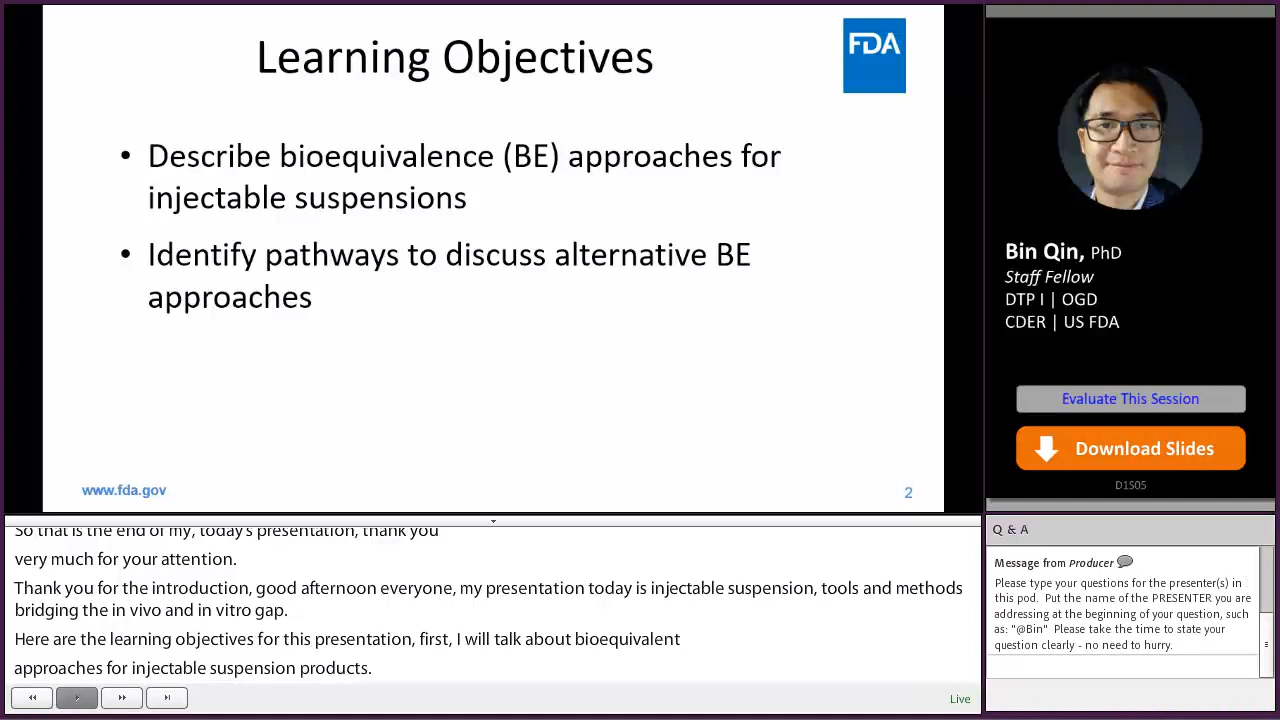 Learning Objectives
FDA
• Describe bioequivalence (BE) approaches for
injectable suspensions
• Identify pathways to discuss alternative BE
approaches
www.fda.gov
2
Bin Qin, PhD
Staff Fellow
DTP I | OGD
CDER | US FDA
Evaluate This Session
Download Slides
D1S05
So that is the end of my, today's presentation, thank you
very much for your attention.
Thank you for the introduction, good afternoon everyone, my presentation today is injectable suspension, tools and methods
bridging the in vivo and in vitro gap.
Here are the learning objectives for this presentation, first, I will talk about bioequivalent
approaches for injectable suspension products.
Live
Q & A
Message from Producer
Please type your questions for the presenter(s) in
this pod. Put the name of the PRESENTER you are
addressing at the beginning of your question, such
as: "@Bin" Please take the time to state your
question clearly - no need to hurry.